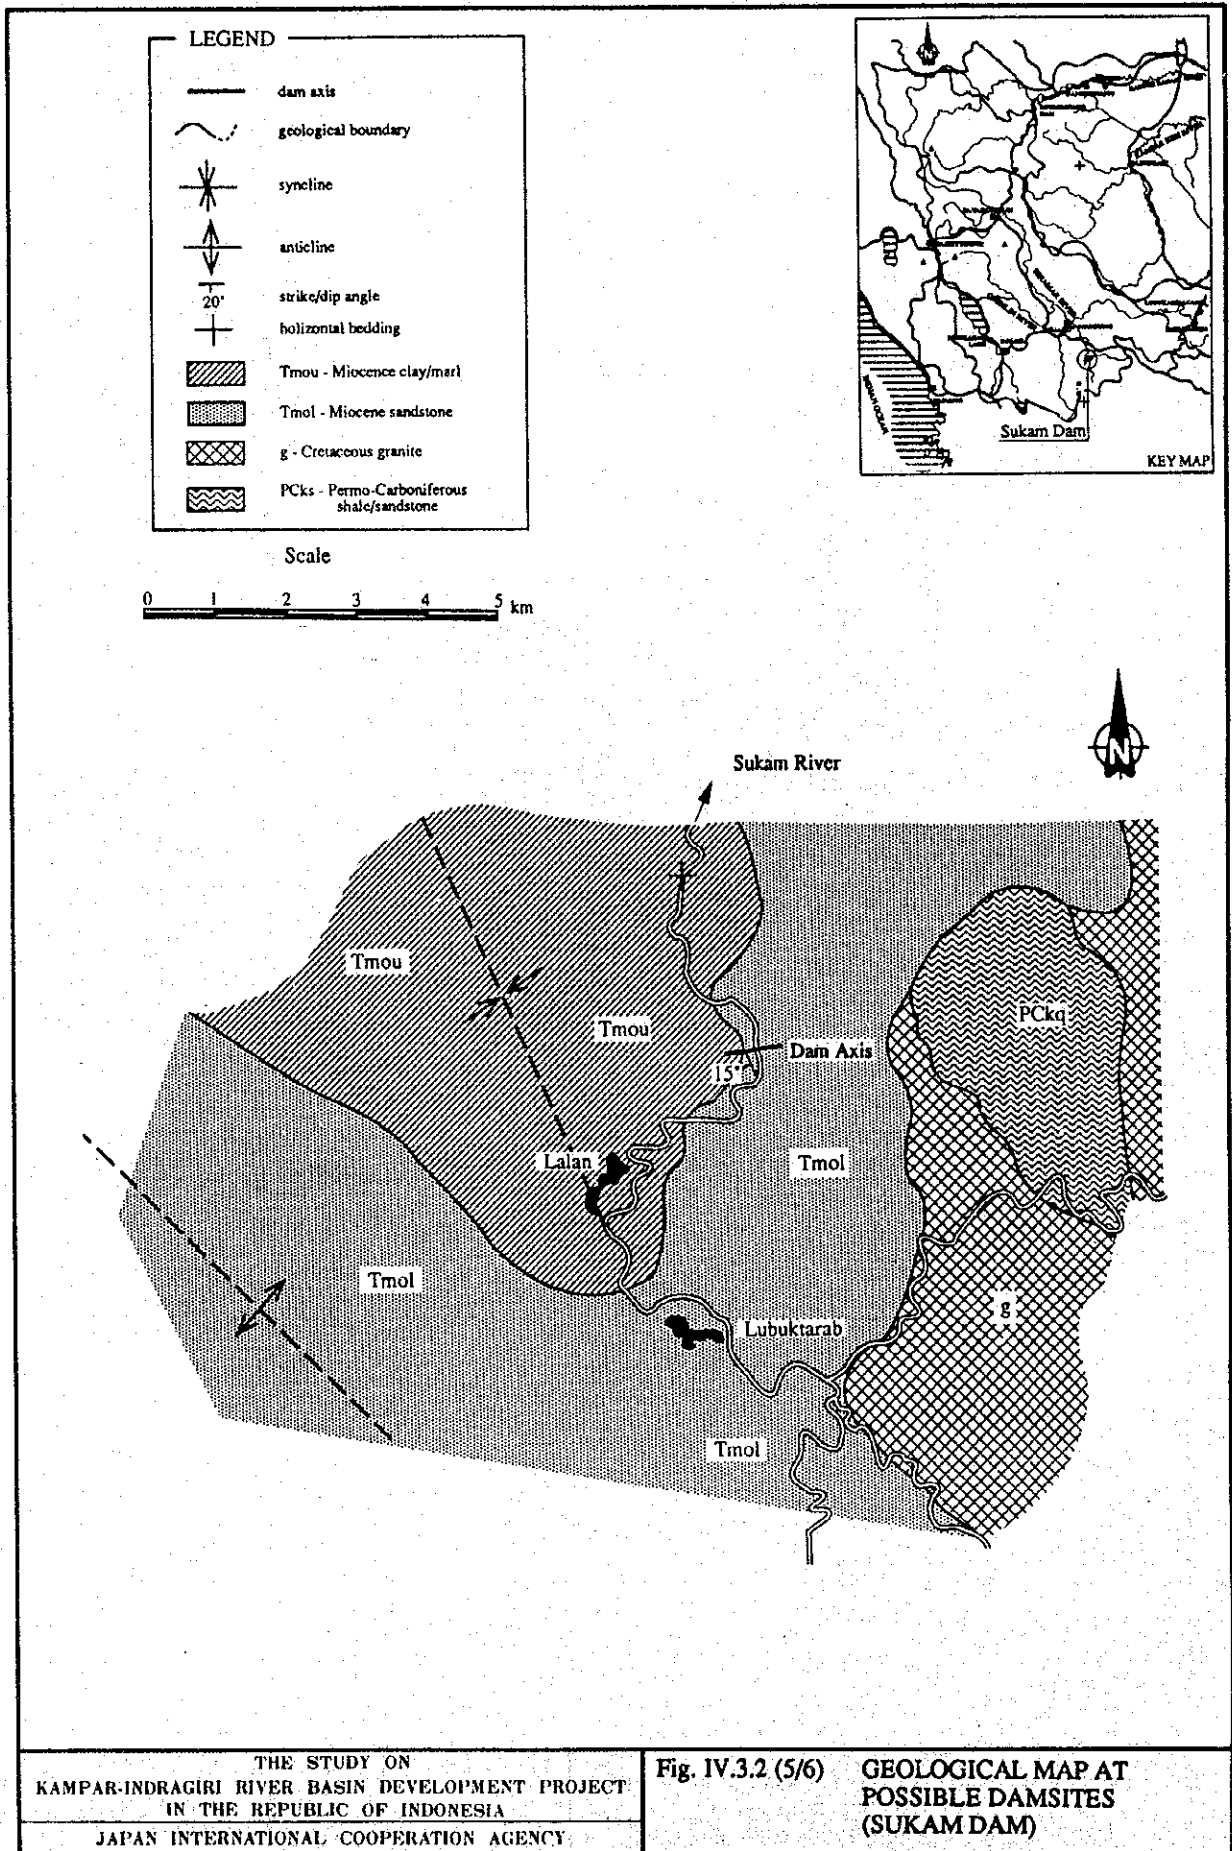 LEGEND
dam axis
geological boundary
syncline
anticline
20°
strike/dip angle
holizontal bedding
Tmou - Miocence clay/marl
Tmol - Miocene sandstone
g - Cretaceous granite
PCks - Permo-Carboniferous
shale/sandstone
Scale
0 1 2 3 4 5 km
N
INDIAN OCEAN
Sukam Dam
KEY MAP
N
Sukam River
Tmou
Tmou
PCkq
Dam Axis
15°
Lalan
Tmol
Tmol
g
Lubuktarab
Tmol
THE STUDY ON
KAMPAR-INDRAGIRI RIVER BASIN DEVELOPMENT PROJECT
IN THE REPUBLIC OF INDONESIA
JAPAN INTERNATIONAL COOPERATION AGENCY
Fig. IV.3.2 (5/6) GEOLOGICAL MAP AT
POSSIBLE DAMSITES
(SUKAM DAM)